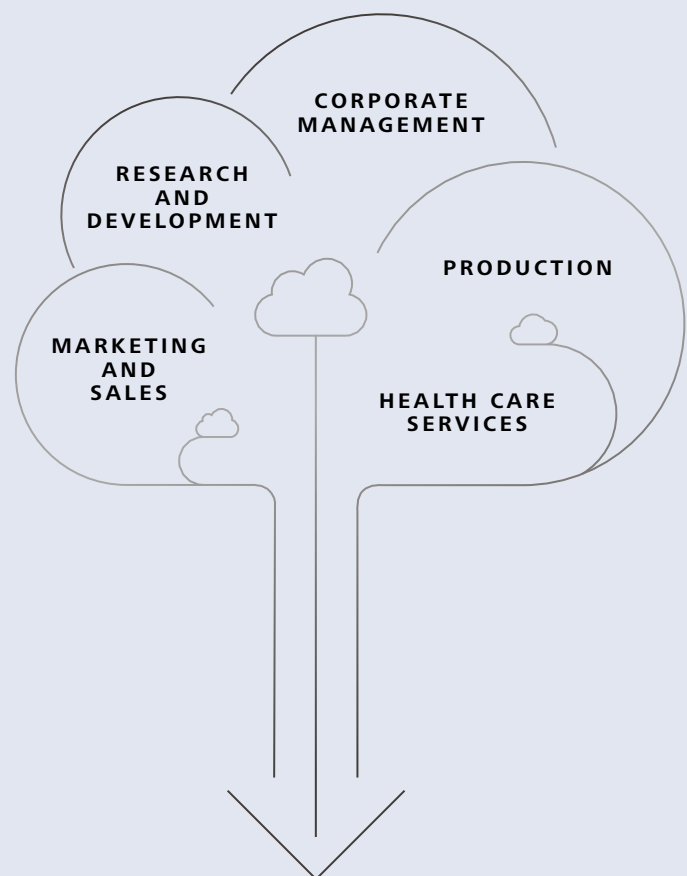 CORPORATE
MANAGEMENT
RESEARCH
AND
DEVELOPMENT
PRODUCTION
MARKETING
AND
SALES
HEALTH CARE
SERVICES